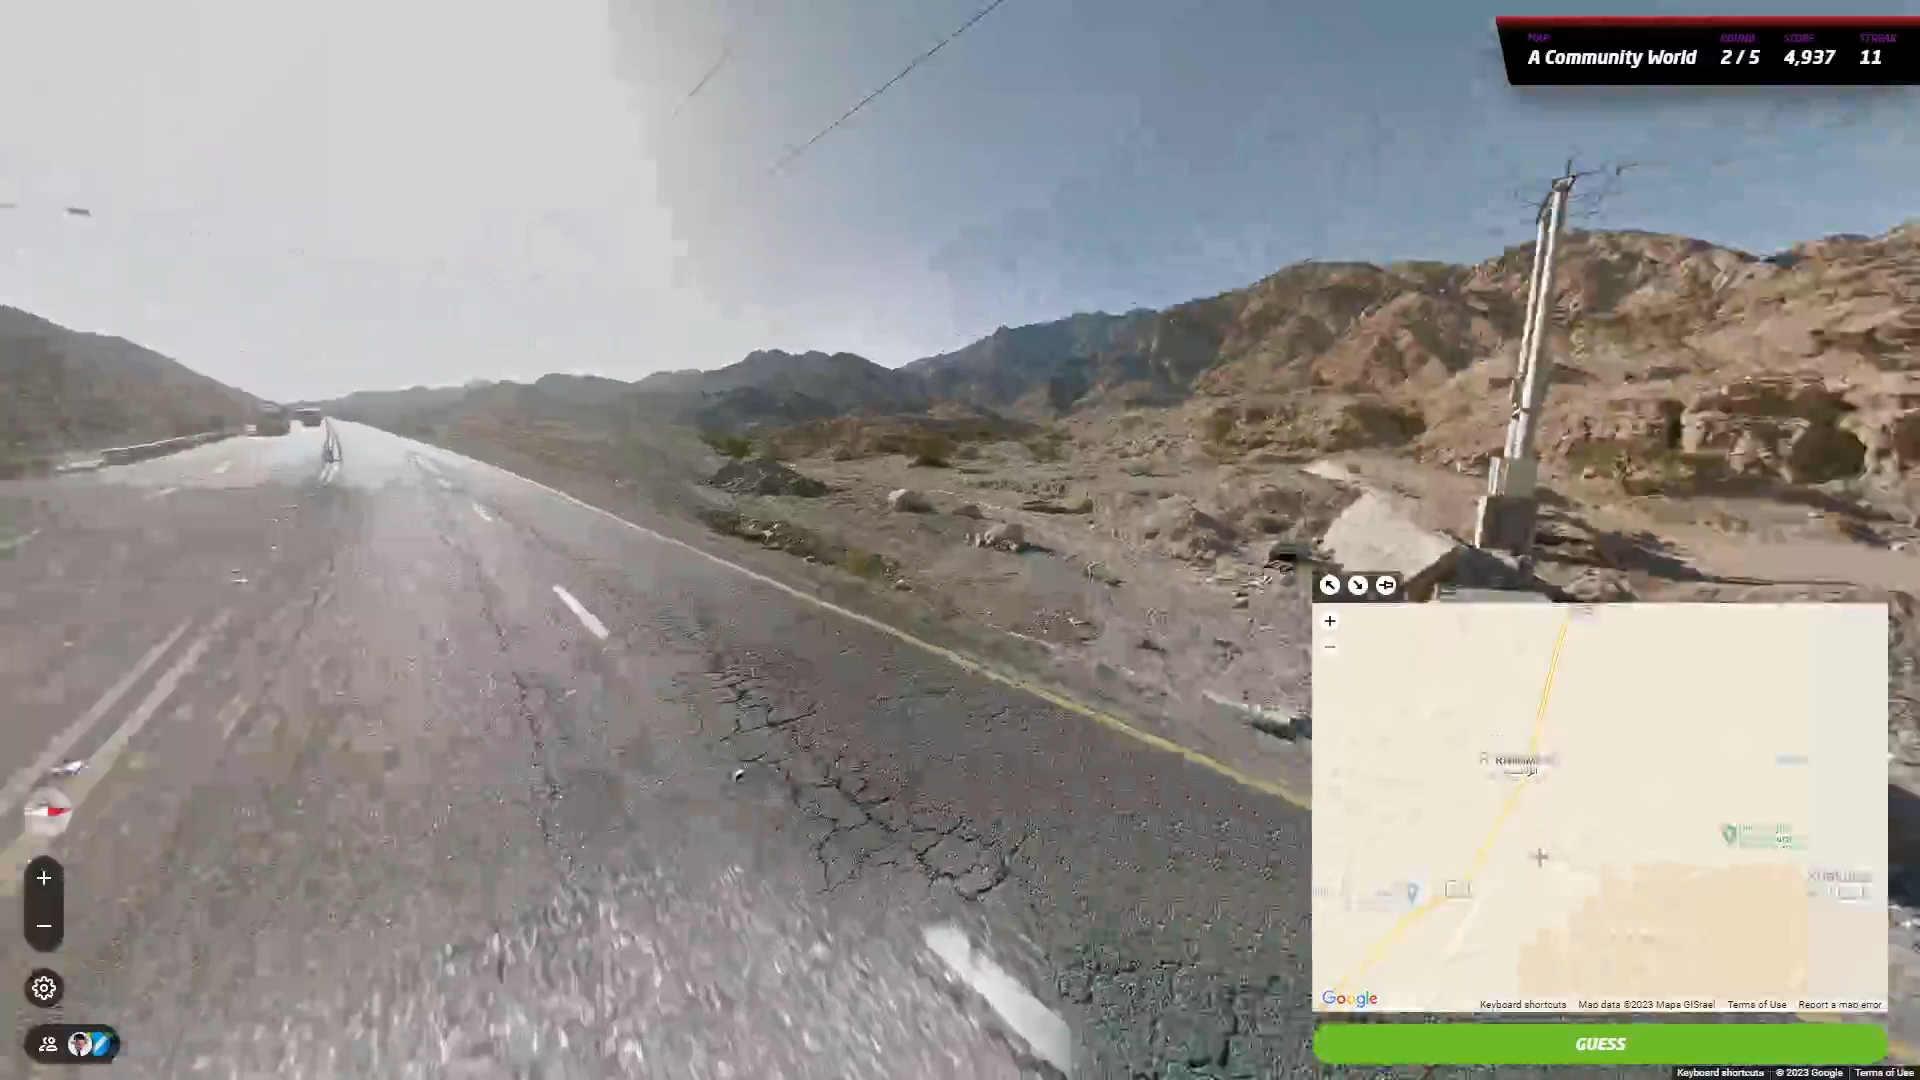 MAP
A Community World
ROUND
2 / 5
SCORE
4,937
STREAK
11
+
−
Google
Keyboard shortcuts
Map data ©2023 Mapa GISrael
Terms of Use
Report a map error
GUESS
+
−
Keyboard shortcuts
© 2023 Google
Terms of Use